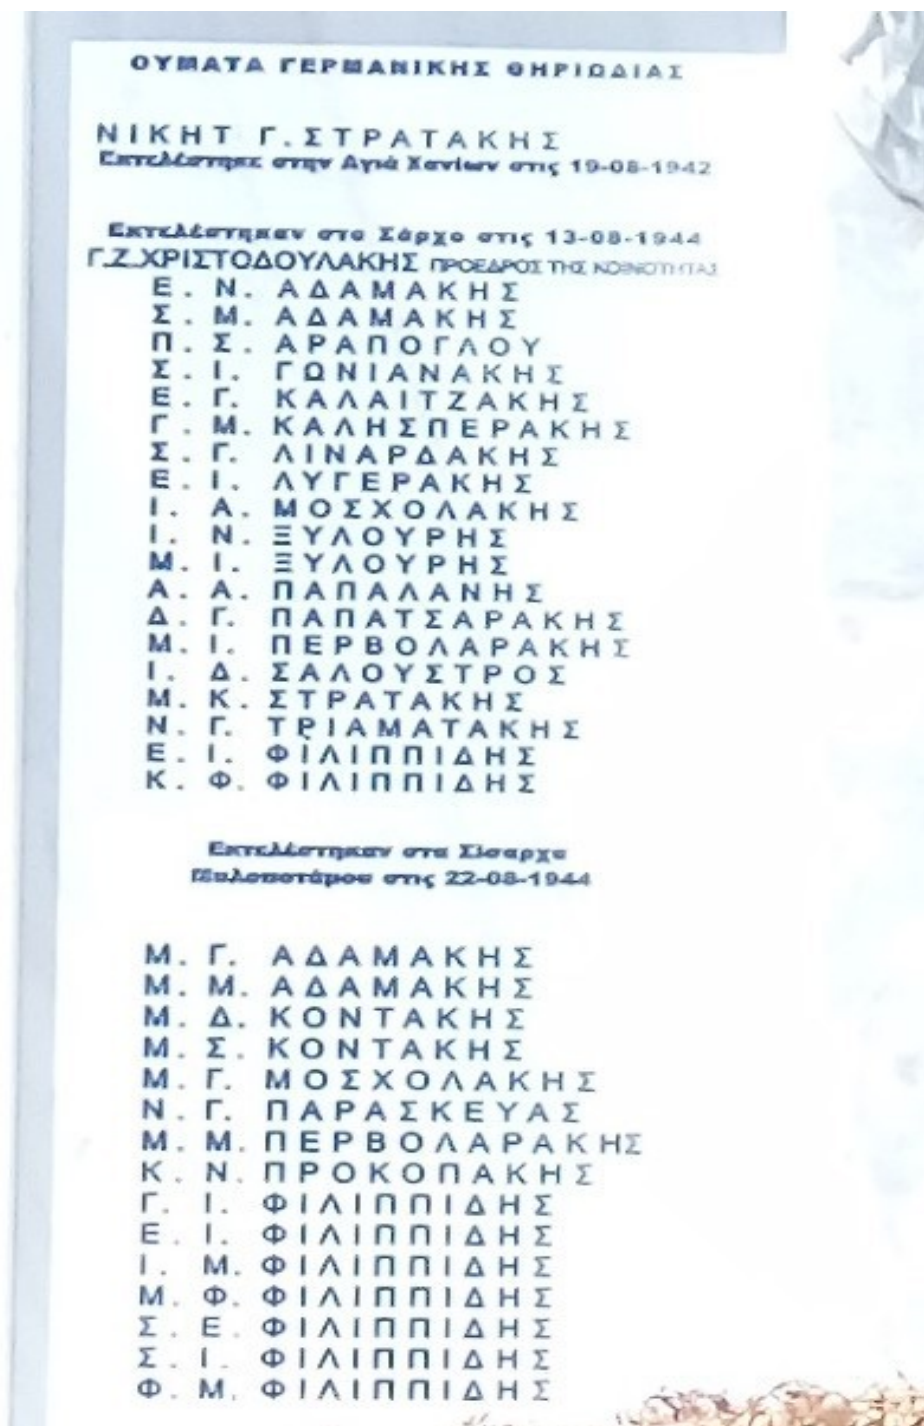 ΘΥΜΑΤΑ ΓΕΡΜΑΝΙΚΗΣ ΘΗΡΙΩΔΙΑΣ
ΝΙΚΗΤ Γ.ΣΤΡΑΤΑΚΗΣ
Εκτελέστηκε στην Αγιά Χανίων στις 19-08-1942
Εκτελέστηκαν στο Σάρχο στις 13-08-1944
Γ.Ζ.ΧΡΙΣΤΟΔΟΥΛΑΚΗΣ ΠΡΟΕΔΡΟΣ ΤΗΣ ΚΟΙΝΟΤΗΤΑΣ
Ε. Ν. ΑΔΑΜΑΚΗΣ
Σ. Μ. ΑΔΑΜΑΚΗΣ
Π. Σ. ΑΡΑΠΟΓΛΟΥ
Σ. Ι. ΓΩΝΙΑΝΑΚΗΣ
Ε. Γ. ΚΑΛΑΙΤΖΑΚΗΣ
Γ. Μ. ΚΑΛΗΣΠΕΡΑΚΗΣ
Σ. Γ. ΛΙΝΑΡΔΑΚΗΣ
Ε. Ι. ΛΥΓΕΡΑΚΗΣ
Ι. Α. ΜΟΣΧΟΛΑΚΗΣ
Ι. Ν. ΞΥΛΟΥΡΗΣ
Μ. Ι. ΞΥΛΟΥΡΗΣ
Α. Α. ΠΑΠΑΛΑΝΗΣ
Δ. Γ. ΠΑΠΑΤΣΑΡΑΚΗΣ
Μ. Ι. ΠΕΡΒΟΛΑΡΑΚΗΣ
Ι. Δ. ΣΑΛΟΥΣΤΡΟΣ
Μ. Κ. ΣΤΡΑΤΑΚΗΣ
Ν. Γ. ΤΡΙΑΜΑΤΑΚΗΣ
Ε. Ι. ΦΙΛΙΠΠΙΔΗΣ
Κ. Φ. ΦΙΛΙΠΠΙΔΗΣ
Εκτελέστηκαν στα Σίσαρχα
Μυλοποτάμου στις 22-08-1944
Μ. Γ. ΑΔΑΜΑΚΗΣ
Μ. Μ. ΑΔΑΜΑΚΗΣ
Μ. Δ. ΚΟΝΤΑΚΗΣ
Μ. Σ. ΚΟΝΤΑΚΗΣ
Μ. Γ. ΜΟΣΧΟΛΑΚΗΣ
Ν. Γ. ΠΑΡΑΣΚΕΥΑΣ
Μ. Μ. ΠΕΡΒΟΛΑΡΑΚΗΣ
Κ. Ν. ΠΡΟΚΟΠΑΚΗΣ
Γ. Ι. ΦΙΛΙΠΠΙΔΗΣ
Ε. Ι. ΦΙΛΙΠΠΙΔΗΣ
Ι. Μ. ΦΙΛΙΠΠΙΔΗΣ
Μ. Φ. ΦΙΛΙΠΠΙΔΗΣ
Σ. Ε. ΦΙΛΙΠΠΙΔΗΣ
Σ. Ι. ΦΙΛΙΠΠΙΔΗΣ
Φ. Μ. ΦΙΛΙΠΠΙΔΗΣ